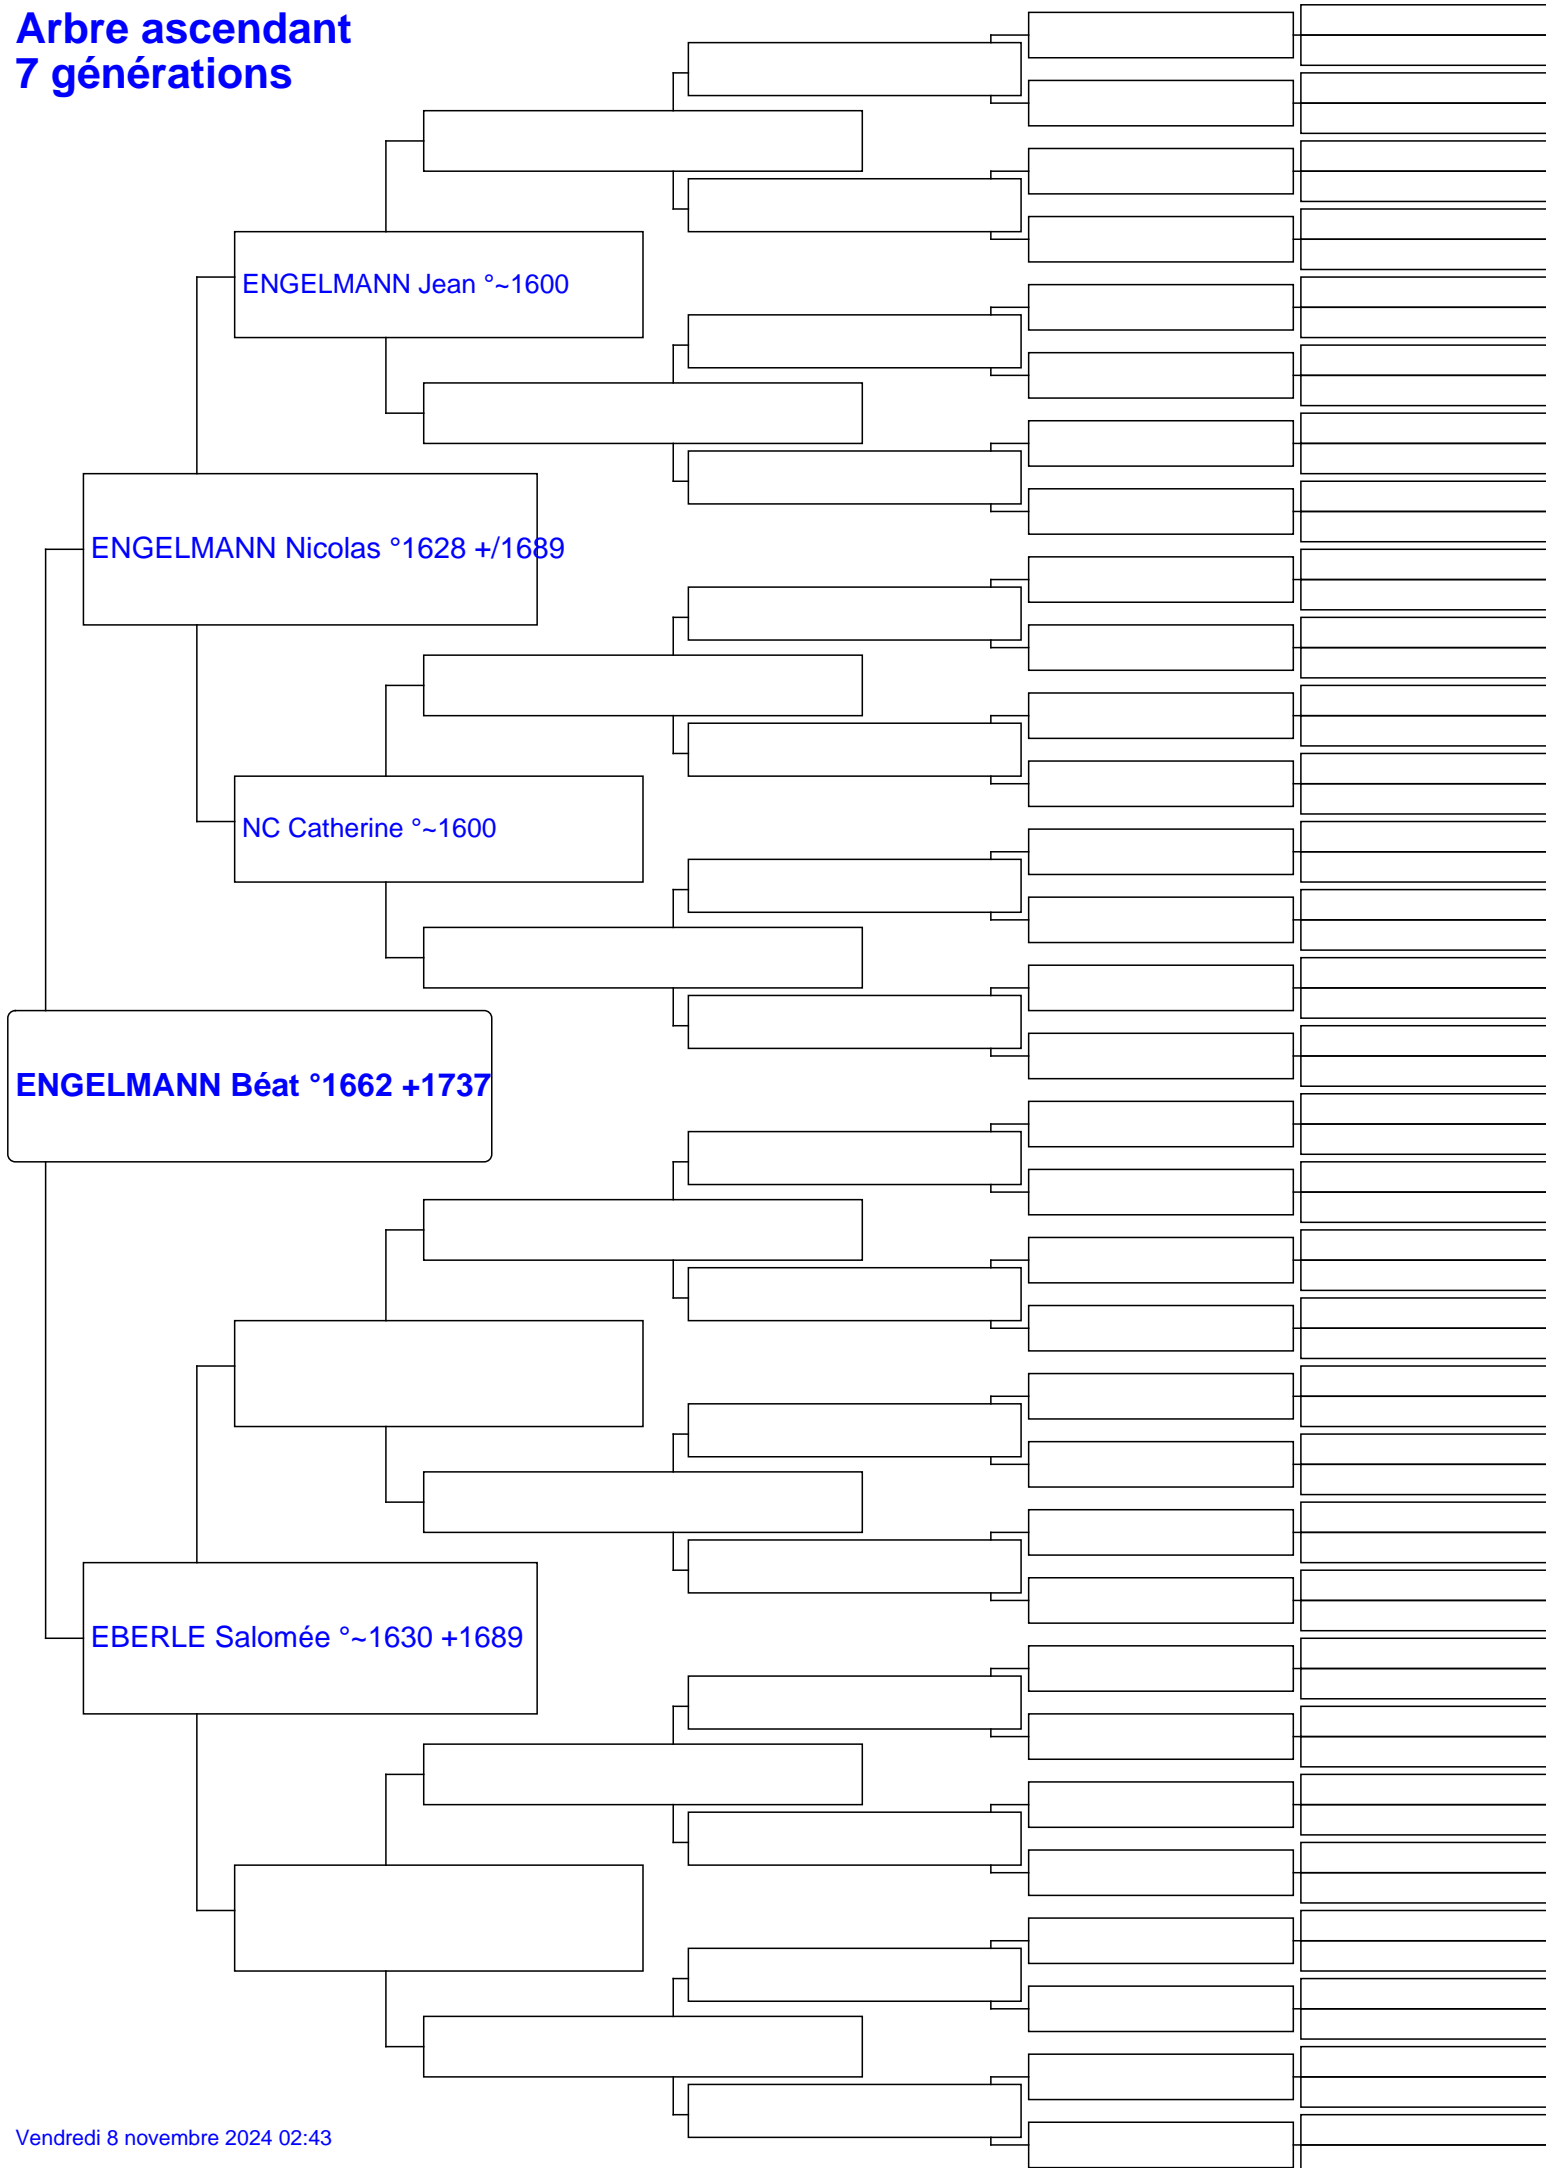 Arbre ascendant
7 générations
ENGELMANN Jean °~1600
ENGELMANN Nicolas °1628 +/1689
NC Catherine °~1600
ENGELMANN Béat °1662 +1737
EBERLE Salomée °~1630 +1689
Vendredi 8 novembre 2024 02:43